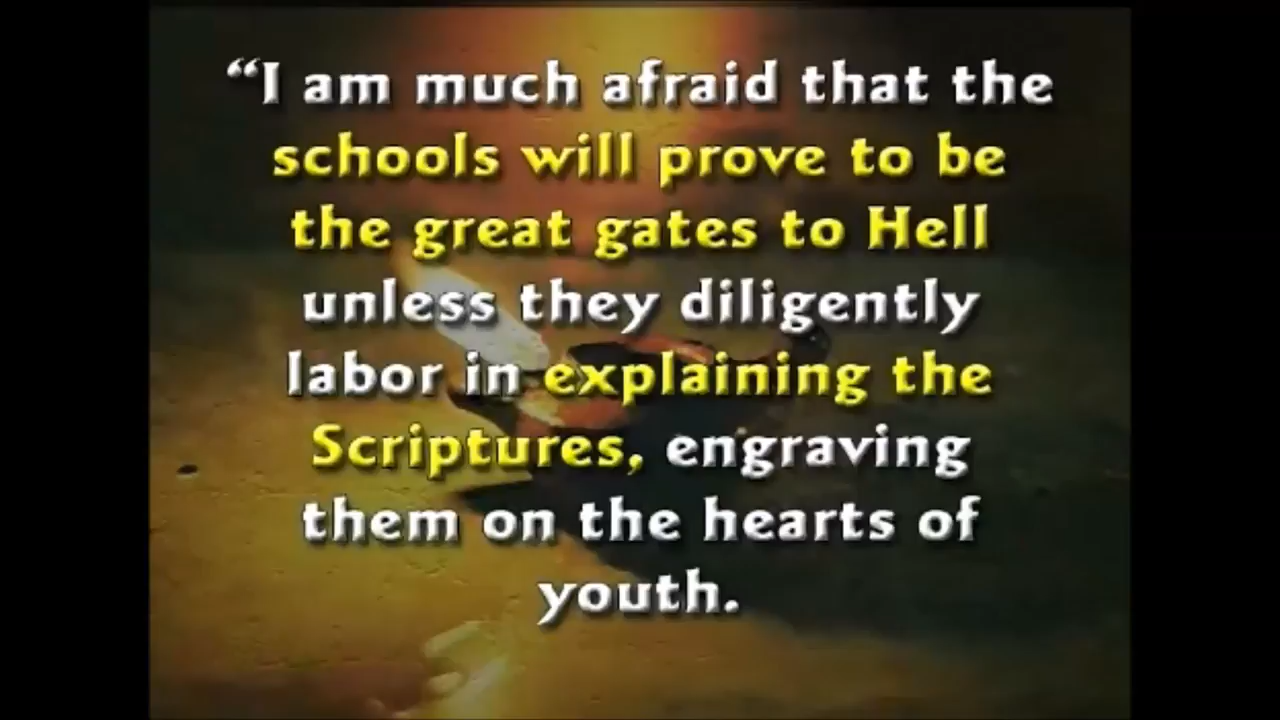 “I am much afraid that the
schools will prove to be
the great gates to Hell
unless they diligently
labor in explaining the
Scriptures, engraving
them on the hearts of
youth.